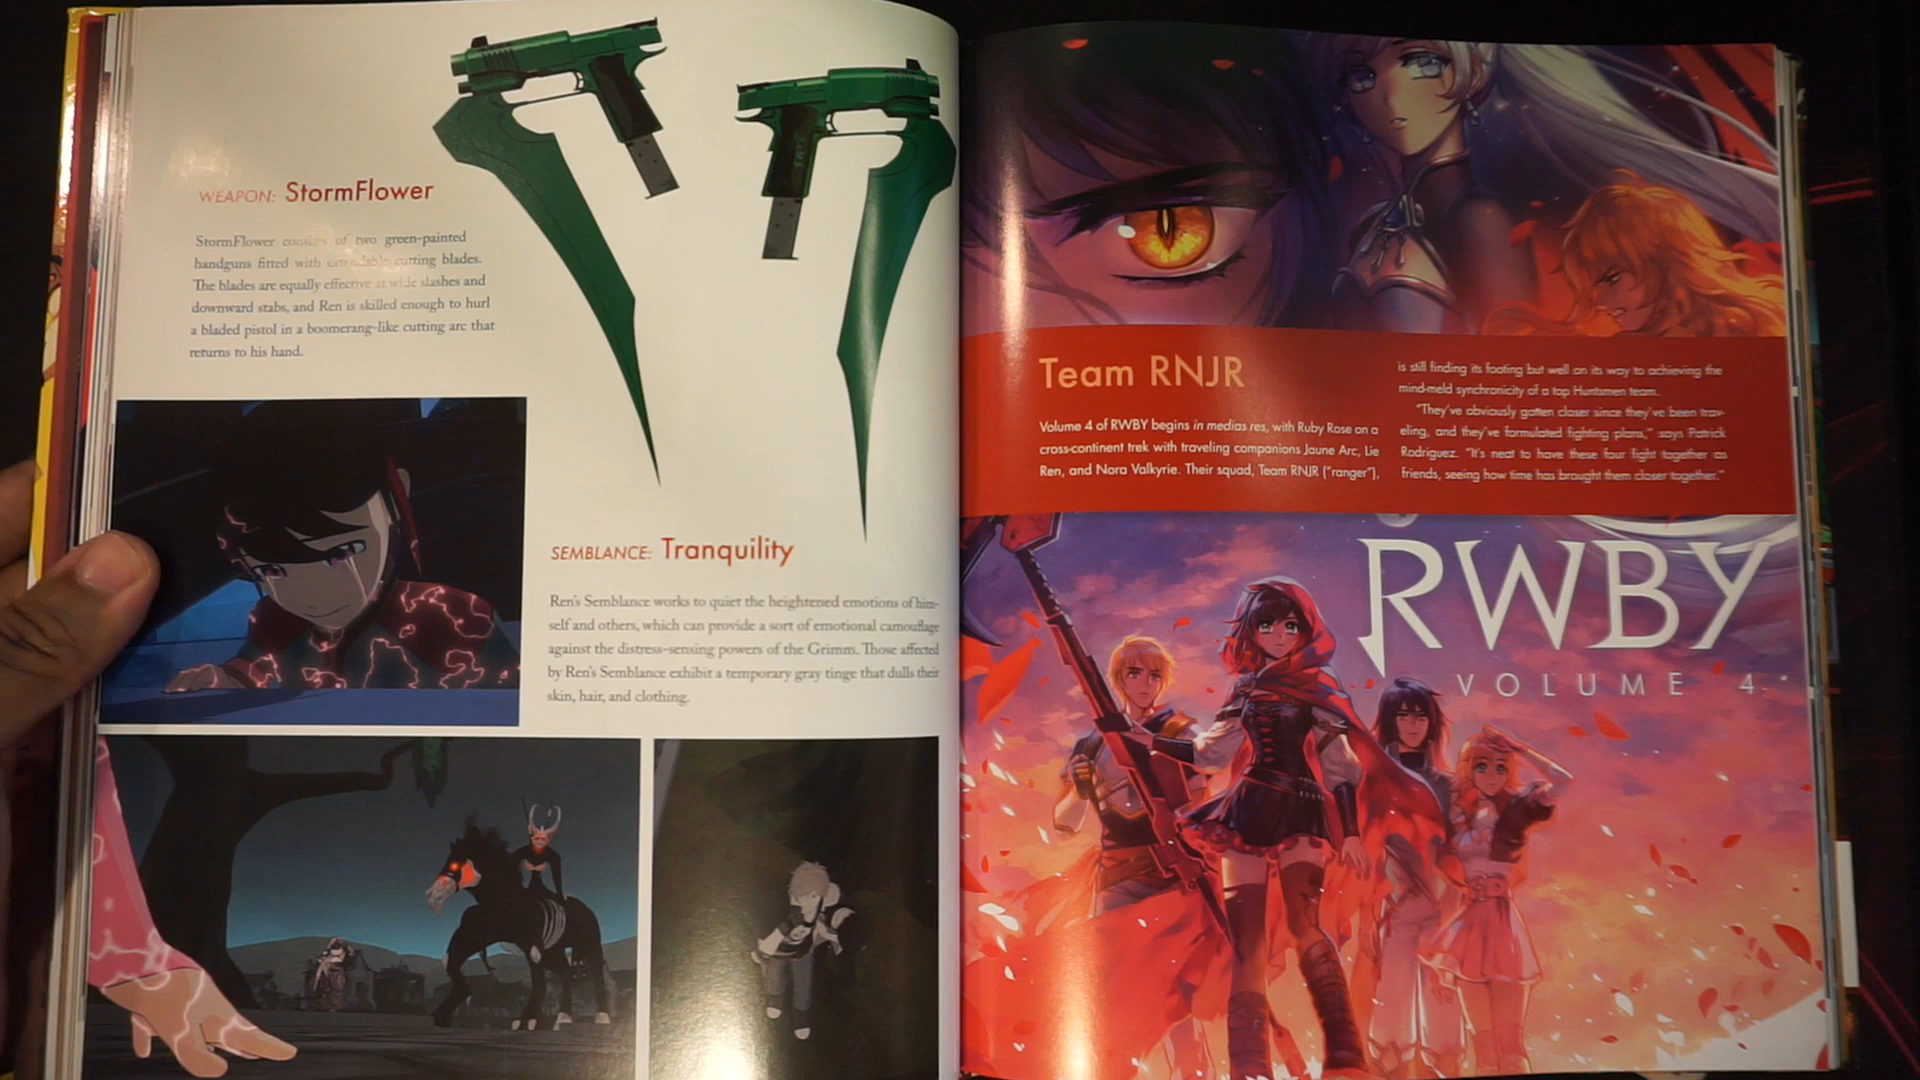 WEAPON: StormFlower
StormFlower consists of two green-painted
handguns fitted with extendable cutting blades.
The blades are equally effective at wide slashes and
downward stabs, and Ren is skilled enough to hurl
a bladed pistol in a boomerang-like cutting arc that
returns to his hand.
SEMBLANCE: Tranquility
Ren's Semblance works to quiet the heightened emotions of him-
self and others, which can provide a sort of emotional camouflage
against the distress-sensing powers of the Grimm. Those affected
by Ren's Semblance exhibit a temporary gray tinge that dulls their
skin, hair, and clothing.
Team RNJR
Volume 4 of RWBY begins in medias res, with Ruby Rose on a
cross-continent trek with traveling companions Jaune Arc, Lie
Ren, and Nora Valkyrie. Their squad, Team RNJR ("ranger"),
is still finding its footing but well on its way to achieving the
mind-meld synchronicity of a top Huntsmen team.
"They've obviously gotten closer since they've been trav-
eling, and they've formulated fighting plans," says Patrick
Rodriguez. "It's neat to have these four fight together as
friends, seeing how time has brought them closer together."
RWBY
VOLUME 4